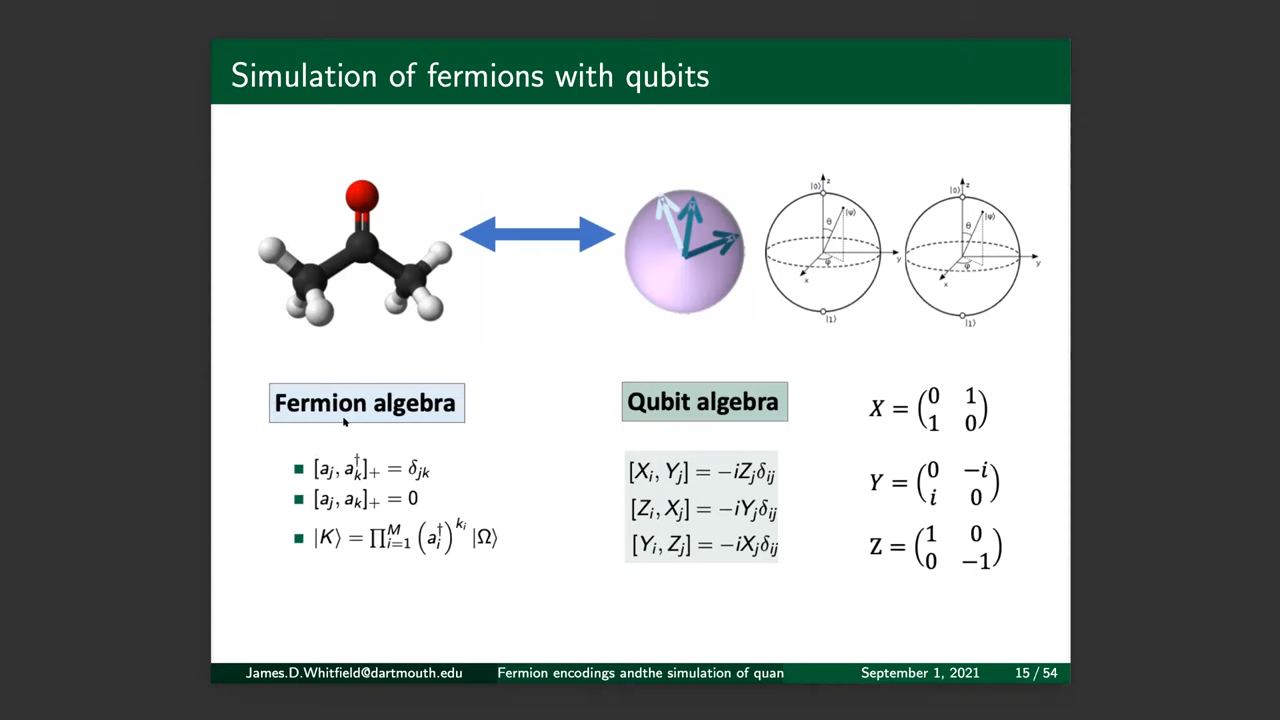 Simulation of fermions with qubits
|0⟩ z
θ
|ψ⟩
φ
y
x
|1⟩
|0⟩ z
θ
|ψ⟩
φ
y
x
|1⟩
Fermion algebra
[a_j, a_k^†]_+ = δ_jk
[a_j, a_k]_+ = 0
|K⟩ = ∏_{i=1}^{M} (a_i^†)^{k_i} |Ω⟩
Qubit algebra
[X_i, Y_j] = −iZ_jδ_ij
[Z_i, X_j] = −iY_jδ_ij
[Y_i, Z_j] = −iX_jδ_ij
X = (0 1
1 0)
Y = (0 −i
i 0)
Z = (1 0
0 −1)
James.D.Whitfield@dartmouth.edu Fermion encodings andthe simulation of quan September 1, 2021 15 / 54